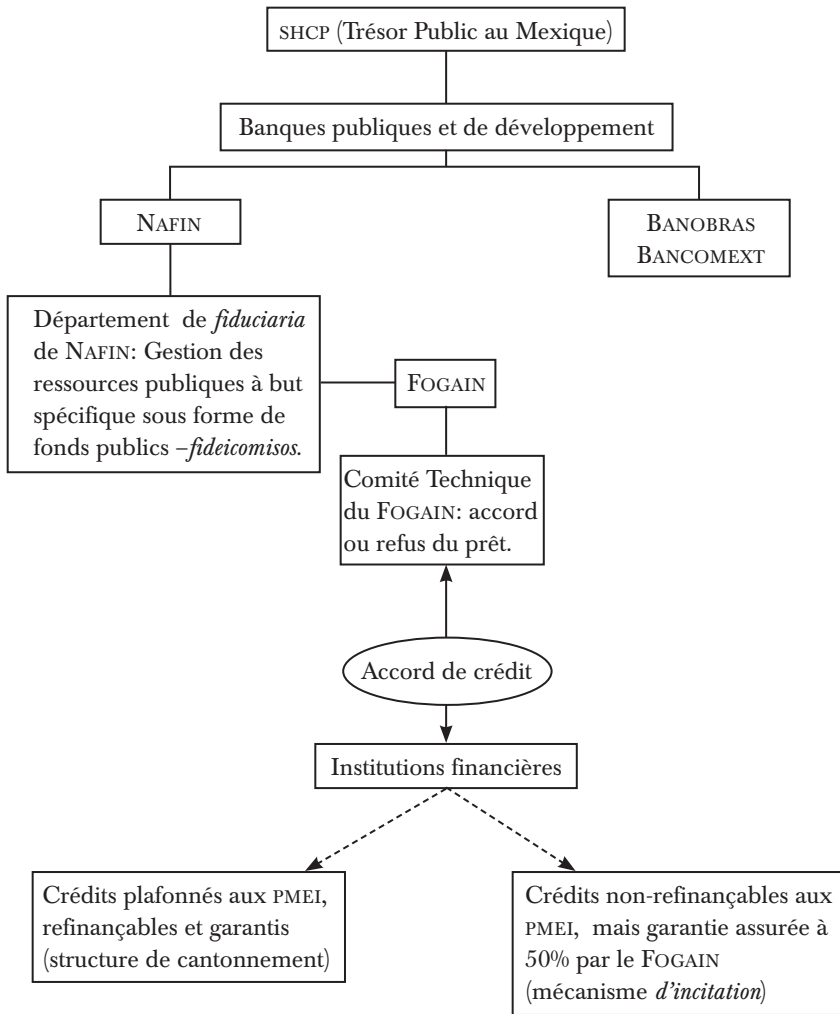 SHCP (Trésor Public au Mexique)
Banques publiques et de développement
NAFIN
BANOBRAS
BANCOMEXT
Département de fiduciaria
de NAFIN: Gestion des
ressources publiques à but
spécifique sous forme de
fonds publics –fideicomisos.
FOGAIN
Comité Technique
du FOGAIN: accord
ou refus du prêt.
Accord de crédit
Institutions financières
Crédits plafonnés aux PMEI,
refinançables et garantis
(structure de cantonnement)
Crédits non-refinançables aux
PMEI, mais garantie assurée à
50% par le FOGAIN
(mécanisme d’incitation)